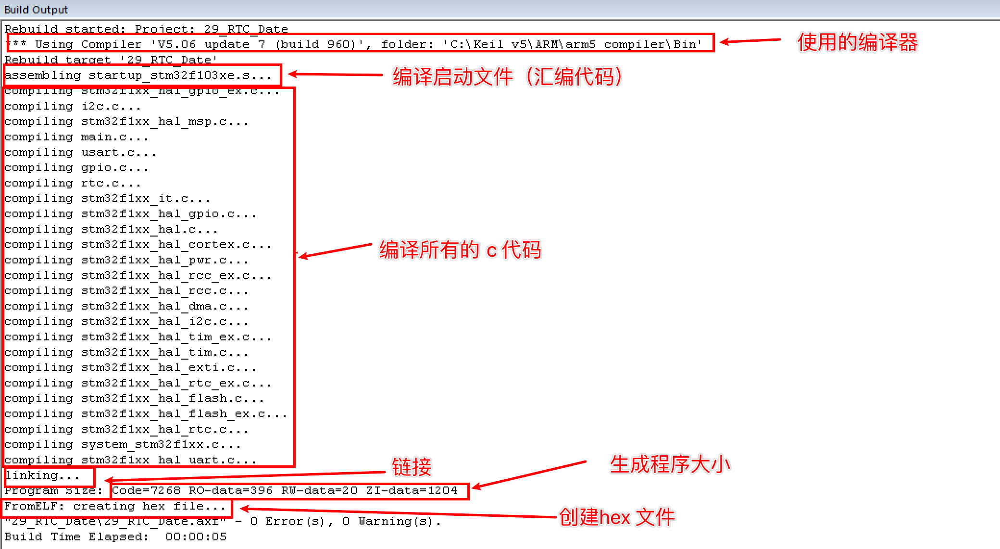 Build Output
Rebuild started: Project: 29_RTC_Date
*** Using Compiler 'V5.06 update 7 (build 960)', folder: 'C:\Keil_v5\ARM\arm5_compiler\Bin'
使用的编译器
Rebuild target '29_RTC_Date'
assembling startup_stm32f103xe.s...
编译启动文件（汇编代码）
compiling stm32f1xx_hal_gpio_ex.c...
compiling i2c.c...
compiling stm32f1xx_hal_msp.c...
compiling main.c...
compiling usart.c...
compiling gpio.c...
compiling rtc.c...
compiling stm32f1xx_it.c...
compiling stm32f1xx_hal_gpio.c...
compiling stm32f1xx_hal.c...
compiling stm32f1xx_hal_cortex.c...
编译所有的 c 代码
compiling stm32f1xx_hal_pwr.c...
compiling stm32f1xx_hal_rcc_ex.c...
compiling stm32f1xx_hal_rcc.c...
compiling stm32f1xx_hal_dma.c...
compiling stm32f1xx_hal_i2c.c...
compiling stm32f1xx_hal_tim_ex.c...
compiling stm32f1xx_hal_tim.c...
compiling stm32f1xx_hal_exti.c...
compiling stm32f1xx_hal_rtc_ex.c...
compiling stm32f1xx_hal_flash.c...
compiling stm32f1xx_hal_flash_ex.c...
compiling stm32f1xx_hal_rtc.c...
compiling system_stm32f1xx.c...
compiling stm32f1xx_hal_uart.c...
链接
生成程序大小
linking...
Program Size: Code=7268 RO-data=396 RW-data=20 ZI-data=1204
FromELF: creating hex file...
创建hex 文件
"29_RTC_Date\29_RTC_Date.axf" - 0 Error(s), 0 Warning(s).
Build Time Elapsed:  00:00:05